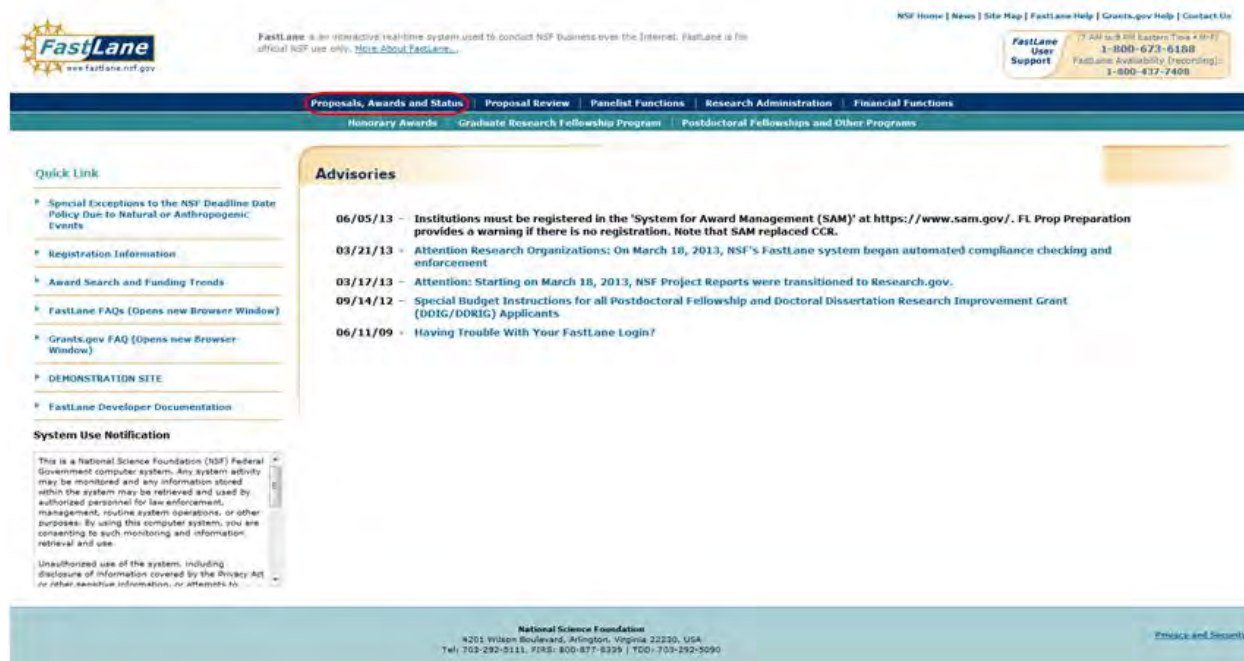 NSF Home | News | Site Map | FastLane Help | Grants.gov Help | Contact Us
FastLane
www.fastlane.nsf.gov
FastLane is an interactive real-time system used to conduct NSF business over the Internet. FastLane is for
official NSF use only. More About FastLane...
FastLane
User
Support
(7 AM to 9 PM Eastern Time • M-F)
1-800-673-6188
FastLane Availability (recording):
1-800-437-7408
Proposals, Awards and Status | Proposal Review | Panelist Functions | Research Administration | Financial Functions
Honorary Awards | Graduate Research Fellowship Program | Postdoctoral Fellowships and Other Programs
Quick Link
Special Exceptions to the NSF Deadline Date
Policy Due to Natural or Anthropogenic
Events
Registration Information
Award Search and Funding Trends
FastLane FAQs (Opens new Browser Window)
Grants.gov FAQ (Opens new Browser
Window)
DEMONSTRATION SITE
FastLane Developer Documentation
System Use Notification
This is a National Science Foundation (NSF) Federal
Government computer system. Any system activity
may be monitored and any information stored
within the system may be retrieved and used by
authorized personnel for law enforcement,
management, routine system operations, or other
purposes. By using this computer system, you are
consenting to such monitoring and information
retrieval and use.
Unauthorized use of the system, including
disclosure of information covered by the Privacy Act
or other sensitive information, or attempts to
Advisories
06/05/13 - Institutions must be registered in the 'System for Award Management (SAM)' at https://www.sam.gov/. FL Prop Preparation
provides a warning if there is no registration. Note that SAM replaced CCR.
03/21/13 - Attention Research Organizations: On March 18, 2013, NSF's FastLane system began automated compliance checking and
enforcement
03/17/13 - Attention: Starting on March 18, 2013, NSF Project Reports were transitioned to Research.gov.
09/14/12 - Special Budget Instructions for all Postdoctoral Fellowship and Doctoral Dissertation Research Improvement Grant
(DDIG/DDRIG) Applicants
06/11/09 - Having Trouble With Your FastLane Login?
National Science Foundation
4201 Wilson Boulevard, Arlington, Virginia 22230, USA
Tel: 703-292-5111, FIRS: 800-877-8339 | TDD: 703-292-5090
Privacy and Security